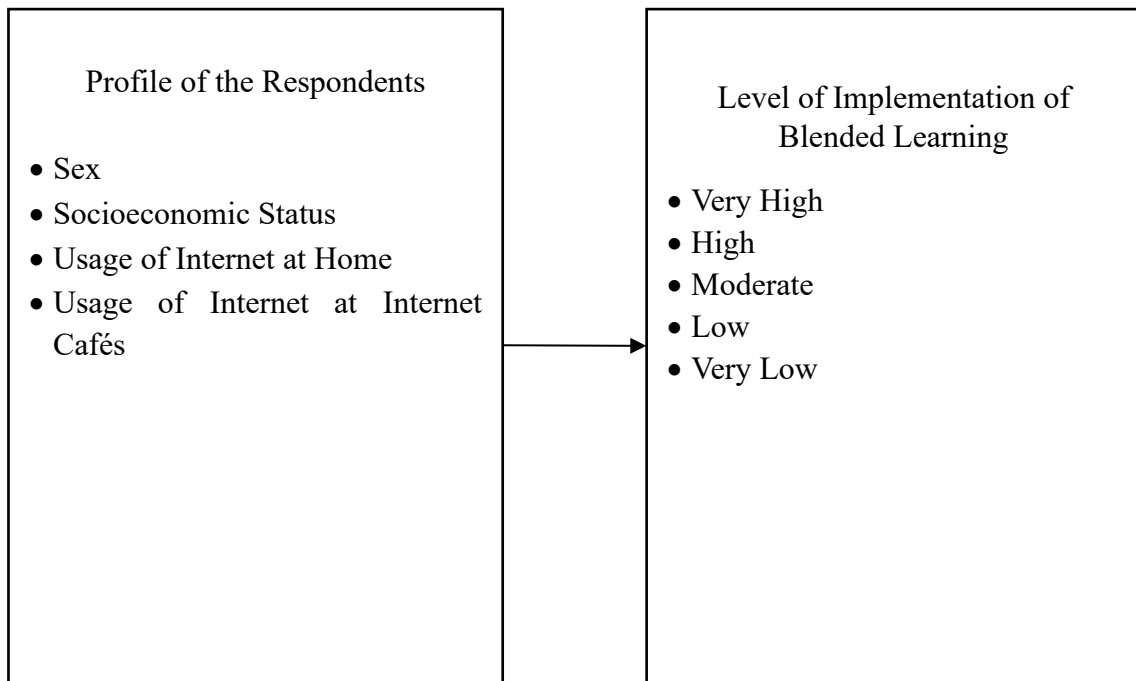 Profile of the Respondents
• Sex
• Socioeconomic Status
• Usage of Internet at Home
• Usage of Internet at Internet
Cafés
Level of Implementation of
Blended Learning
• Very High
• High
• Moderate
• Low
• Very Low